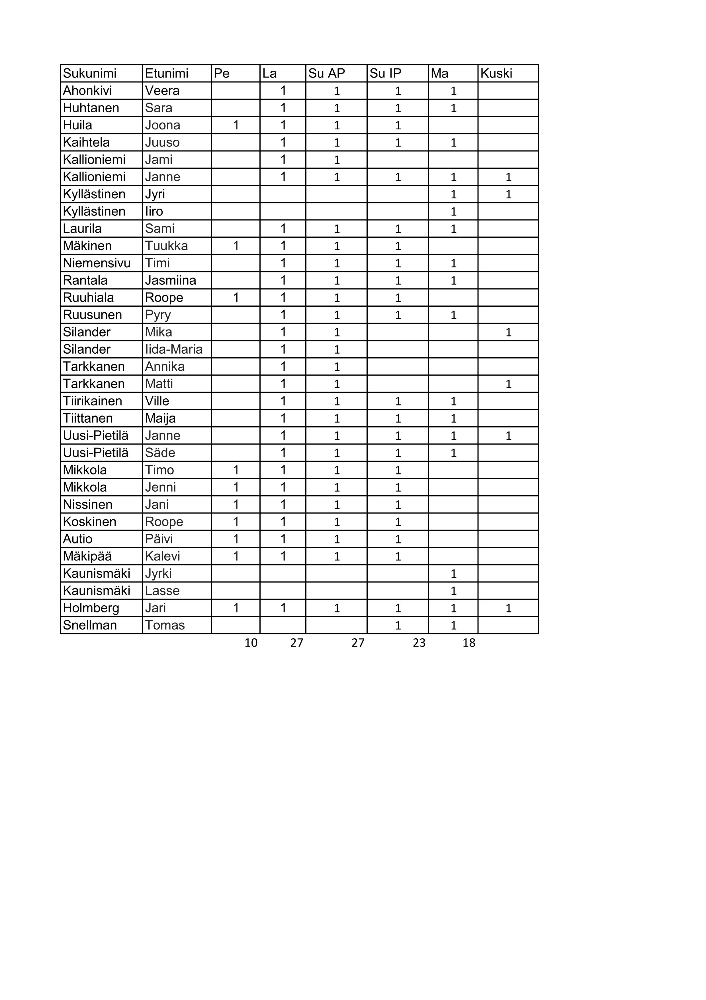 Sukunimi Etunimi Pe La Su AP Su IP Ma Kuski
Ahonkivi Veera 1 1 1 1
Huhtanen Sara 1 1 1 1
Huila Joona 1 1 1 1
Kaihtela Juuso 1 1 1 1
Kallioniemi Jami 1 1
Kallioniemi Janne 1 1 1 1 1
Kyllästinen Jyri 1 1
Kyllästinen Iiro 1
Laurila Sami 1 1 1 1
Mäkinen Tuukka 1 1 1 1
Niemensivu Timi 1 1 1 1
Rantala Jasmiina 1 1 1 1
Ruuhiala Roope 1 1 1 1
Ruusunen Pyry 1 1 1 1
Silander Mika 1 1 1
Silander Iida-Maria 1 1
Tarkkanen Annika 1 1
Tarkkanen Matti 1 1 1
Tiirikainen Ville 1 1 1 1
Tiittanen Maija 1 1 1 1
Uusi-Pietilä Janne 1 1 1 1 1
Uusi-Pietilä Säde 1 1 1 1
Mikkola Timo 1 1 1 1
Mikkola Jenni 1 1 1 1
Nissinen Jani 1 1 1 1
Koskinen Roope 1 1 1 1
Autio Päivi 1 1 1 1
Mäkipää Kalevi 1 1 1 1
Kaunismäki Jyrki 1
Kaunismäki Lasse 1
Holmberg Jari 1 1 1 1 1 1
Snellman Tomas 1 1
10 27 27 23 18